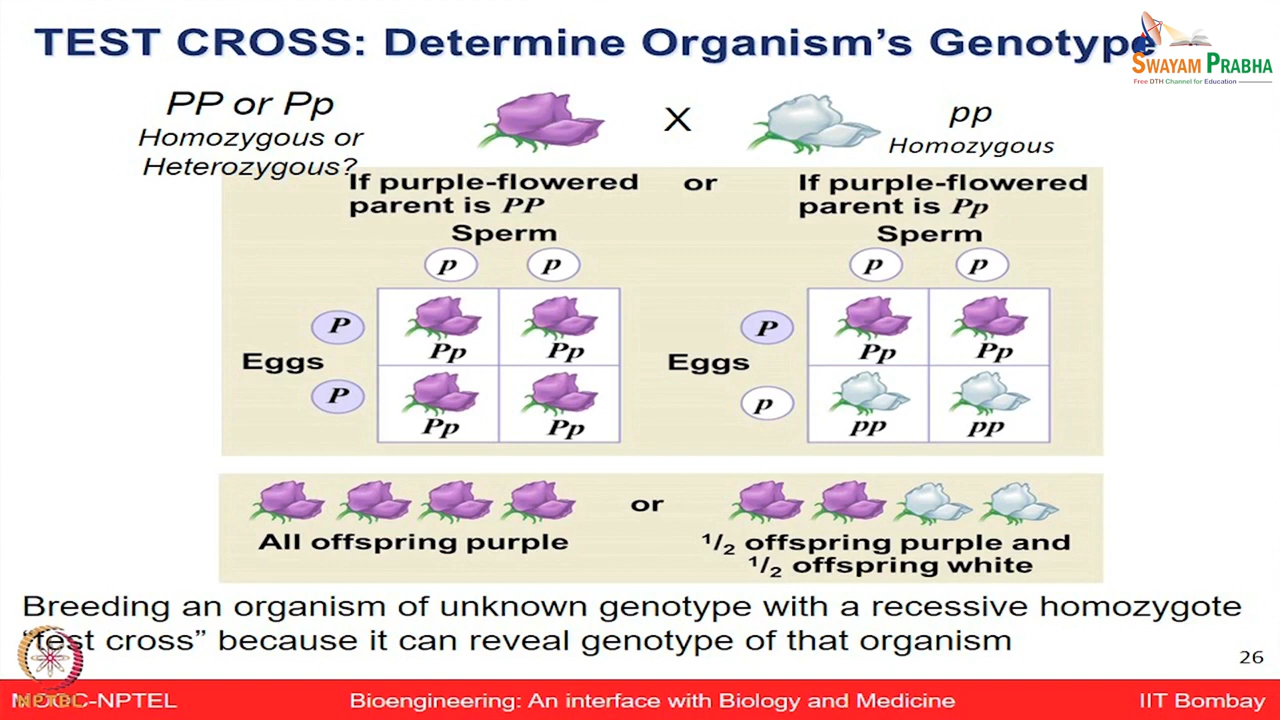 TEST CROSS: Determine Organism's Genotype
SWAYAM PRABHA
Free DTH Channel for Education
PP or Pp
Homozygous or
Heterozygous?
X
pp
Homozygous
If purple-flowered
parent is PP
or
If purple-flowered
parent is Pp
Sperm
p p
P
Eggs
P
Pp Pp
Pp Pp
Sperm
p p
P
Eggs
p
Pp Pp
pp pp
All offspring purple
or
1/2 offspring purple and
1/2 offspring white
Breeding an organism of unknown genotype with a recessive homozygote
"test cross" because it can reveal genotype of that organism
26
NPTEL
MOOC-NPTEL
Bioengineering: An interface with Biology and Medicine
IIT Bombay